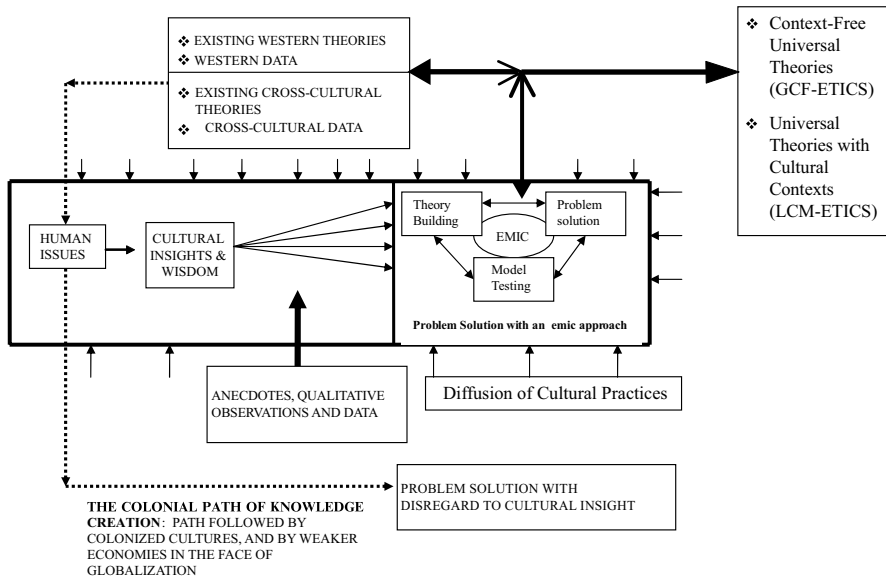 ❖ EXISTING WESTERN THEORIES
❖ WESTERN DATA
❖ EXISTING CROSS-CULTURAL
THEORIES
❖ CROSS-CULTURAL DATA
❖ Context-Free
Universal
Theories
(GCF-ETICS)
❖ Universal
Theories with
Cultural
Contexts
(LCM-ETICS)
HUMAN
ISSUES
CULTURAL
INSIGHTS &
WISDOM
Theory
Building
Problem
solution
EMIC
Model
Testing
Problem Solution with an emic approach
ANECDOTES, QUALITATIVE
OBSERVATIONS AND DATA
Diffusion of Cultural Practices
PROBLEM SOLUTION WITH
DISREGARD TO CULTURAL INSIGHT
THE COLONIAL PATH OF KNOWLEDGE
CREATION: PATH FOLLOWED BY
COLONIZED CULTURES, AND BY WEAKER
ECONOMIES IN THE FACE OF
GLOBALIZATION